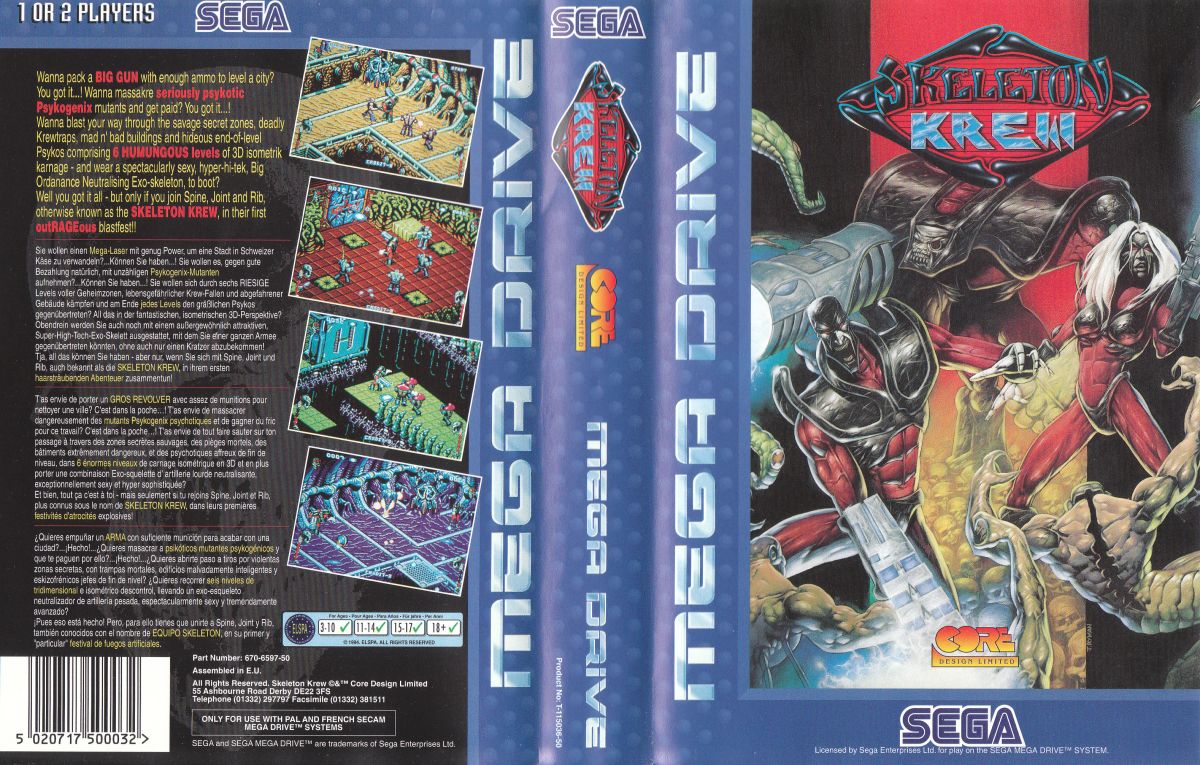 1 OR 2 PLAYERS
SEGA
Wanna pack a BIG GUN with enough ammo to level a city?
You got it...! Wanna massakre seriously psykotic
Psykogenix mutants and get paid? You got it...!
Wanna blast your way through the savage secret zones, deadly
Krewtraps, mad n' bad buildings and hideous end-of-level
Psykos comprising 6 HUMUNGOUS levels of 3D isometrik
karnage - and wear a spectacularly sexy, hyper-hi-tek, Big
Ordanance Neutralising Exo-skeleton, to boot?
Well you got it all - but only if you join Spine, Joint and Rib,
otherwise known as the SKELETON KREW, in their first
outRAGEous blastfest!!
Sie wollen einen Mega-Laser mit genug Power, um eine Stadt in Schweizer
Käse zu verwandeln?...Können Sie haben...! Sie wollen es, gegen gute
Bezahlung natürlich, mit unzähligen Psykogenix-Mutanten
aufnehmen?...Können Sie haben...! Sie wollen sich durch sechs RIESIGE
Levels voller Geheimzonen, lebensgefährlicher Krew-Fallen und abgefahrener
Gebäude kämpfen und am Ende jedes Levels den gräßlichen Psykos
gegenübertreten? All das in der fantastischen, isometrischen 3D-Perspektive?
Obendrein werden Sie auch noch mit einem außergewöhnlich attraktiven,
Super-High-Tech-Exo-Skelett ausgestattet, mit dem Sie einer ganzen Armee
gegenübertreten könnten, ohne auch nur einen Kratzer abzubekommen!
Tja, all das können Sie haben - aber nur, wenn Sie sich mit Spine, Joint und
Rib, auch bekannt als die SKELETON KREW, in ihrem ersten
haarsträubenden Abenteuer zusammentun!
T'as envie de porter un GROS REVOLVER avec assez de munitions pour
nettoyer une ville? C'est dans la poche...! T'as envie de massacrer
dangereusement des mutants Psykogenix psychotiques et de gagner du fric
pour ce travail? C'est dans la poche...! T'as envie de tout faire sauter sur ton
passage à travers des zones secrètes sauvages, des pièges mortels, des
bâtiments extrêmement dangereux, et des psychotiques affreux de fin de
niveau, dans 6 énormes niveaux de carnage isométrique en 3D et en plus
porter une combinaison Exo-squelette d'artillerie lourde neutralisante,
exceptionnellement sexy et hyper sophistiquée?
Et bien, tout ça c'est à toi - mais seulement si tu rejoins Spine, Joint et Rib,
plus connus sous le nom de SKELETON KREW, dans leurs premières
festivités d'atrocités explosives!
¿Quieres empuñar un ARMA con suficiente munición para acabar con una
ciudad?...¡Hecho!...¿Quieres masacrar a psikóticos mutantes psykogénicos y
que te paguen por ello?...¡Hecho!...¿Quieres abrirte paso a tiros por violentas
zonas secretas, con trampas mortales, edificios malvadamente inteligentes y
eskizofrénicos jefes de fin de nivel? ¿Quieres recorrer seis niveles de
tridimensional e isométrico descontrol, llevando un exo-esqueleto
neutralizador de artillería pesada, espectacularmente sexy y tremendamente
avanzado?
¡Pues eso está hecho! Pero, para ello tienes que unirte a Spine, Joint y Rib,
también conocidos con el nombre de EQUIPO SKELETON, en su primer y
"particular" festival de fuegos artificiales.
ELSPA
For Ages - Pour Ages - Para Años - Für Jahre - Per Anni
3-10 11-14 15-17 18+
© 1994. ELSPA. ALL RIGHTS RESERVED
5 020717 500032 >
Part Number: 670-6597-50
Assembled in E.U.
All Rights Reserved. Skeleton Krew ©&™ Core Design Limited
55 Ashbourne Road Derby DE22 3FS
Telephone (01332) 297797 Facsimile (01332) 381511
ONLY FOR USE WITH PAL AND FRENCH SECAM
MEGA DRIVE™ SYSTEMS
SEGA and SEGA MEGA DRIVE™ are trademarks of Sega Enterprises Ltd.
MEGA DRIVE
SEGA
SKELETON
KREW
CORE
DESIGN LIMITED
MEGA DRIVE
Product No: T-115096-50
MEGA DRIVE
SKELETON
KREW
CORE
DESIGN LIMITED
SEGA
Licensed by Sega Enterprises Ltd. for play on the SEGA MEGA DRIVE™ SYSTEM.